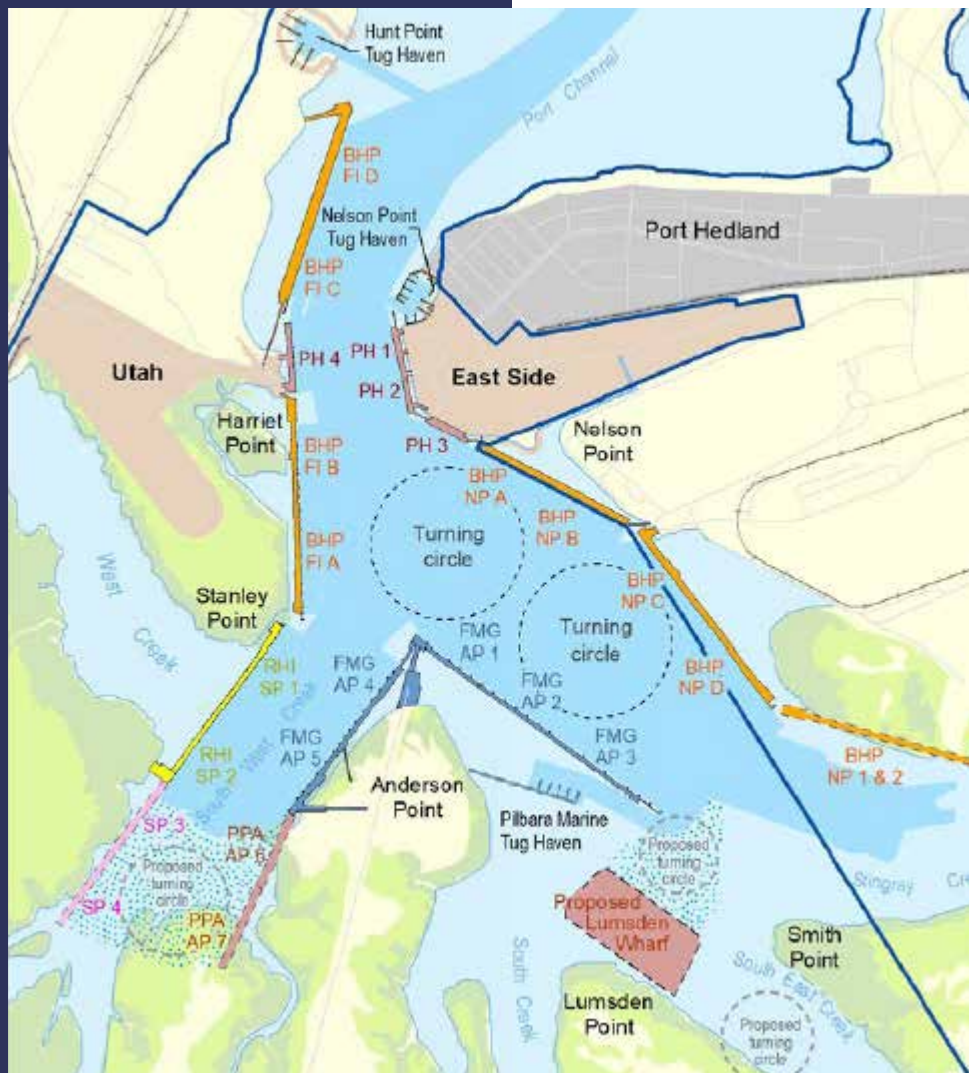 Hunt Point
Tug Haven
Port Channel
BHP
FI D
Nelson Point
Tug Haven
Port Hedland
BHP
FI C
PH 4
PH 1
PH 2
East Side
Utah
Harriet
Point
PH 3
Nelson
Point
BHP
FI B
BHP
NP A
BHP
NP B
Turning
circle
BHP
FI A
West
Creek
BHP
NP C
Stanley
Point
Turning
circle
FMG
AP 1
FMG
AP 4
RHI
SP 1
BHP
NP D
FMG
AP 2
South West Creek
FMG
AP 5
FMG
AP 3
RHI
SP 2
BHP
NP 1 & 2
Anderson
Point
SP 3
Pilbara Marine
Tug Haven
PPA
AP 6
Proposed
turning
circle
Proposed
turning
circle
Stingray
SP 4
Proposed
Lumsden
Wharf
PPA
AP 7
Smith
Point
South Creek
South East Creek
Lumsden
Point
Proposed
turning
circle